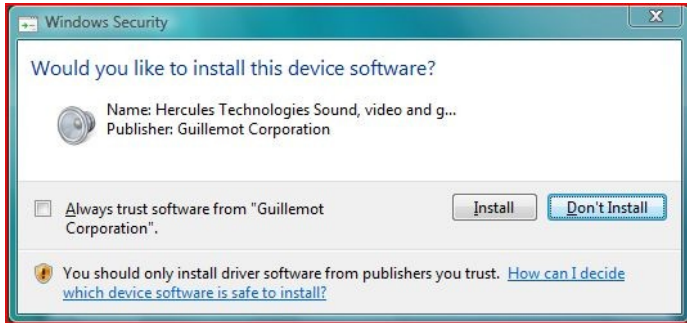 Windows Security
Would you like to install this device software?
Name: Hercules Technologies Sound, video and g...
Publisher: Guillemot Corporation
Always trust software from "Guillemot
Corporation".
Install
Don't Install
You should only install driver software from publishers you trust. How can I decide
which device software is safe to install?